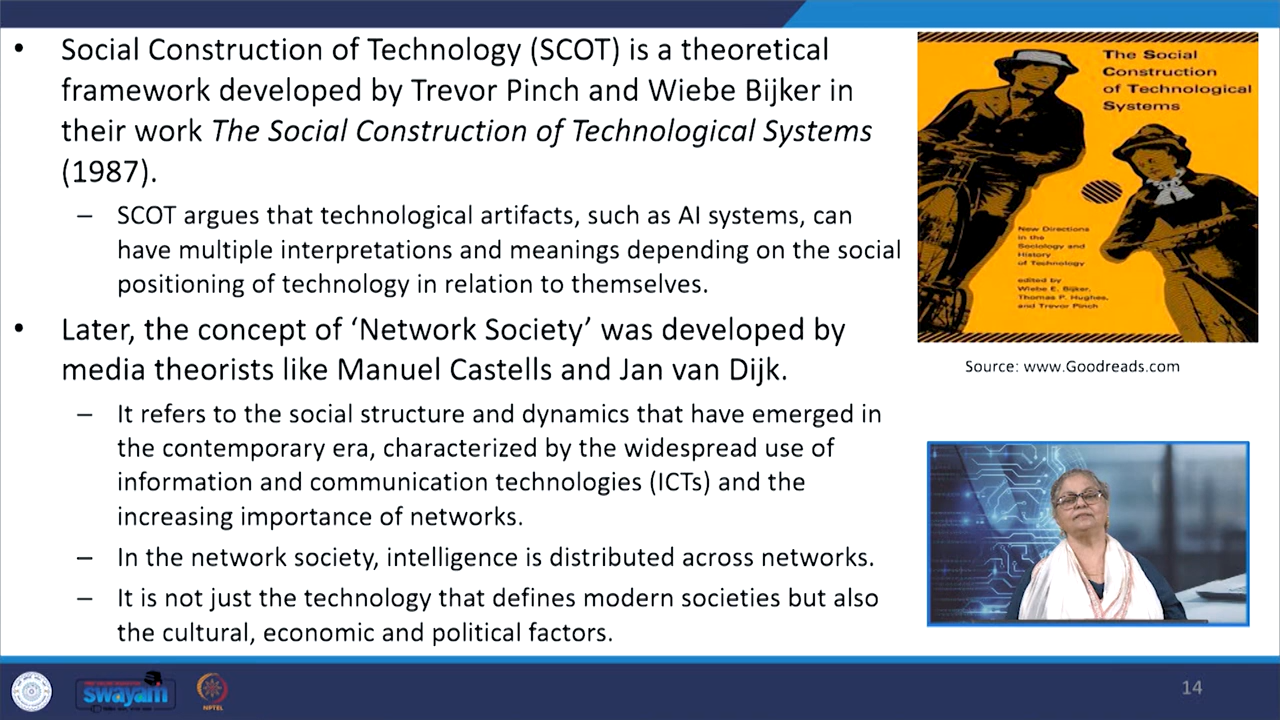 • Social Construction of Technology (SCOT) is a theoretical
framework developed by Trevor Pinch and Wiebe Bijker in
their work The Social Construction of Technological Systems
(1987).
– SCOT argues that technological artifacts, such as AI systems, can
have multiple interpretations and meanings depending on the social
positioning of technology in relation to themselves.
• Later, the concept of ‘Network Society’ was developed by
media theorists like Manuel Castells and Jan van Dijk.
– It refers to the social structure and dynamics that have emerged in
the contemporary era, characterized by the widespread use of
information and communication technologies (ICTs) and the
increasing importance of networks.
– In the network society, intelligence is distributed across networks.
– It is not just the technology that defines modern societies but also
the cultural, economic and political factors.
The Social
Construction
of Technological
Systems
New Directions
in the
Sociology and
History
of Technology
edited by
Wiebe E. Bijker,
Thomas P. Hughes,
and Trevor Pinch
Source: www.Goodreads.com
swayam
NPTEL
14